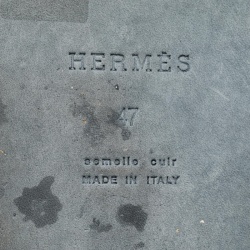 HERMÈS
47
semelle cuir
MADE IN ITALY